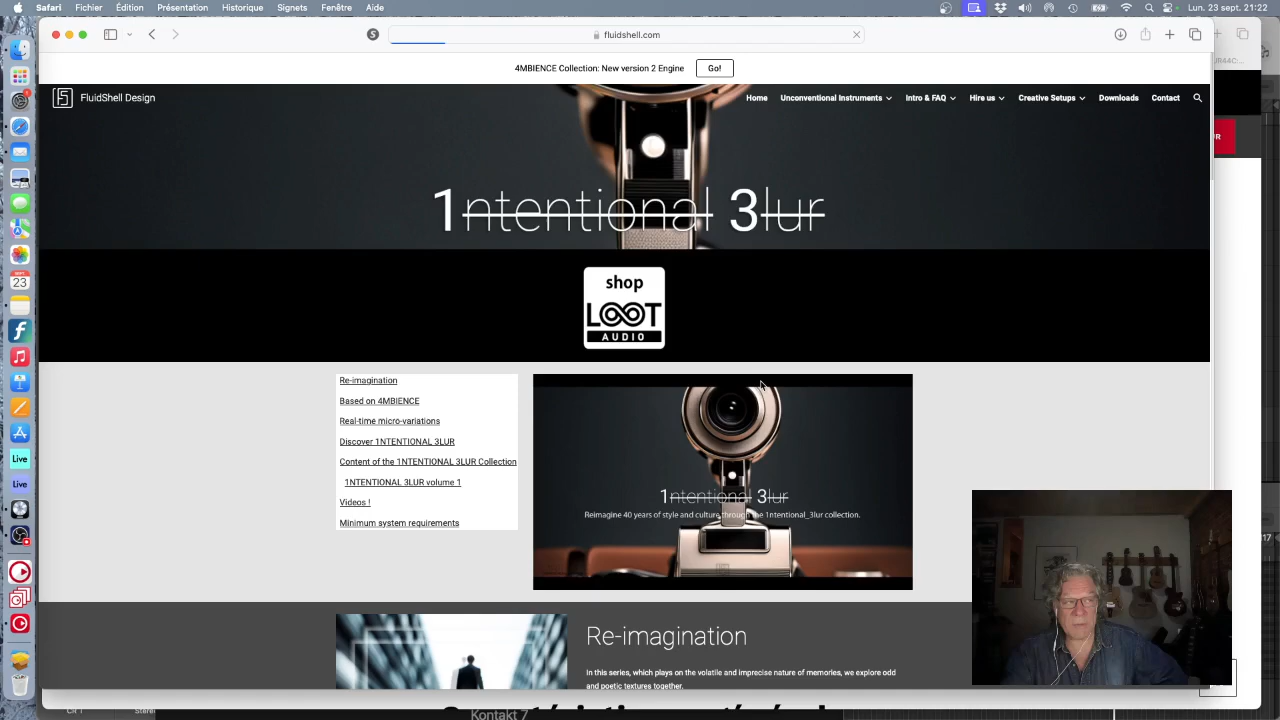 Safari Fichier Édition Présentation Historique Signets Fenêtre Aide
fluidshell.com
4MBIENCE Collection: New version 2 Engine Go!
FluidShell Design Home Unconventional Instruments Intro & FAQ Hire us Creative Setups Downloads Contact
1ntentional 3lur
shop
LOOT
AUDIO
Re-imagination
Based on 4MBIENCE
Real-time micro-variations
Discover 1NTENTIONAL 3LUR
Content of the 1NTENTIONAL 3LUR Collection
1NTENTIONAL 3LUR volume 1
Videos !
Minimum system requirements
1ntentional 3lur
Reimagine 40 years of style and culture through the 1ntentional_3lur collection.
Re-imagination
In this series, which plays on the volatile and imprecise nature of memories, we explore odd
and poetic textures together.
23
Live
Live
Kontakt 7